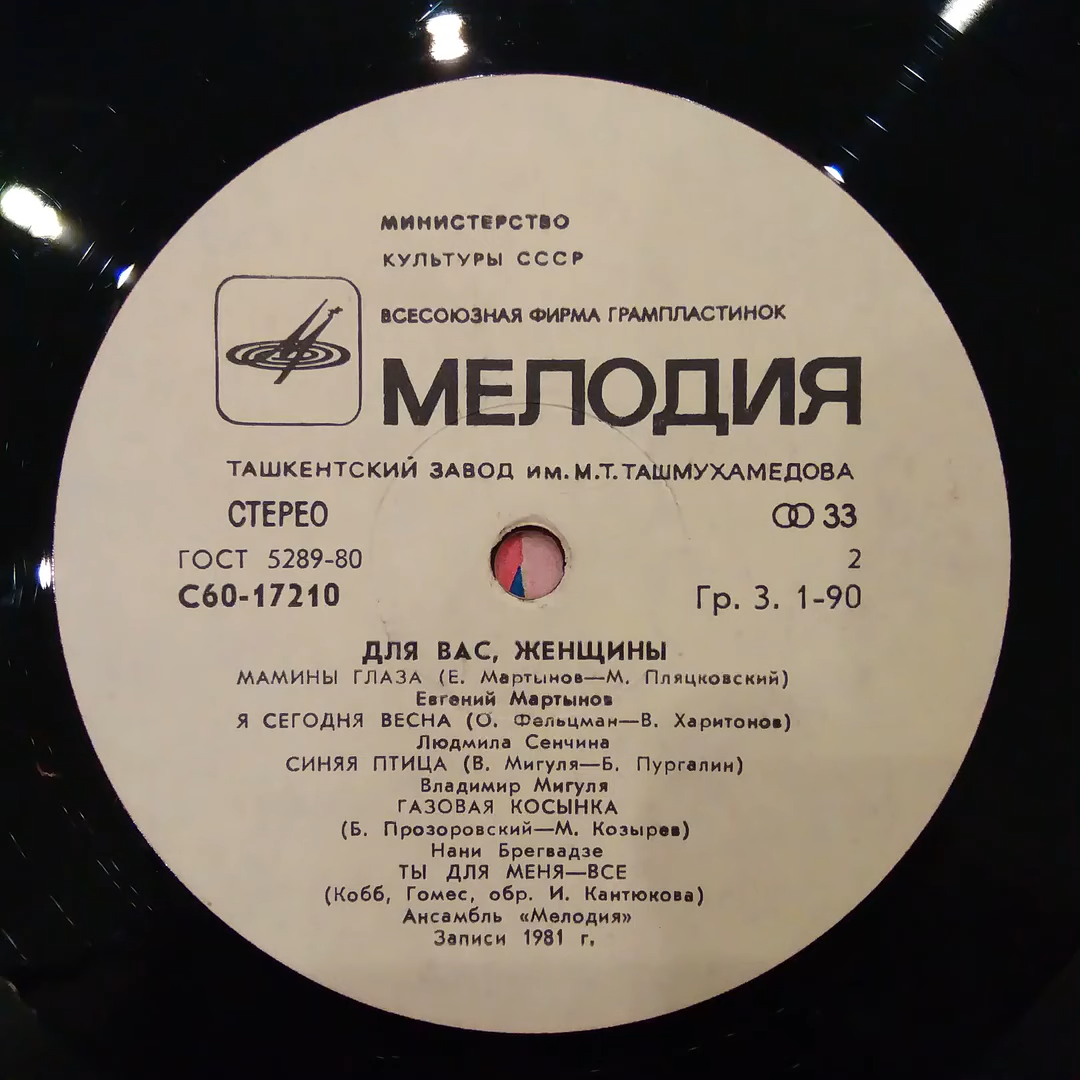 МИНИСТЕРСТВО
КУЛЬТУРЫ СССР
ВСЕСОЮЗНАЯ ФИРМА ГРАМПЛАСТИНОК
МЕЛОДИЯ
ТАШКЕНТСКИЙ ЗАВОД им. М.Т.ТАШМУХАМЕДОВА
СТЕРЕО
33
ГОСТ 5289-80
2
С60-17210
Гр. 3. 1-90
ДЛЯ ВАС, ЖЕНЩИНЫ
МАМИНЫ ГЛАЗА (Е. Мартынов—М. Пляцковский)
Евгений Мартынов
Я СЕГОДНЯ ВЕСНА (О. Фельцман—В. Харитонов)
Людмила Сенчина
СИНЯЯ ПТИЦА (В. Мигуля—Б. Пургалин)
Владимир Мигуля
ГАЗОВАЯ КОСЫНКА
(Б. Прозоровский—М. Козырев)
Нани Брегвадзе
ТЫ ДЛЯ МЕНЯ—ВСЕ
(Кобб, Гомес, обр. И. Кантюкова)
Ансамбль «Мелодия»
Записи 1981 г.